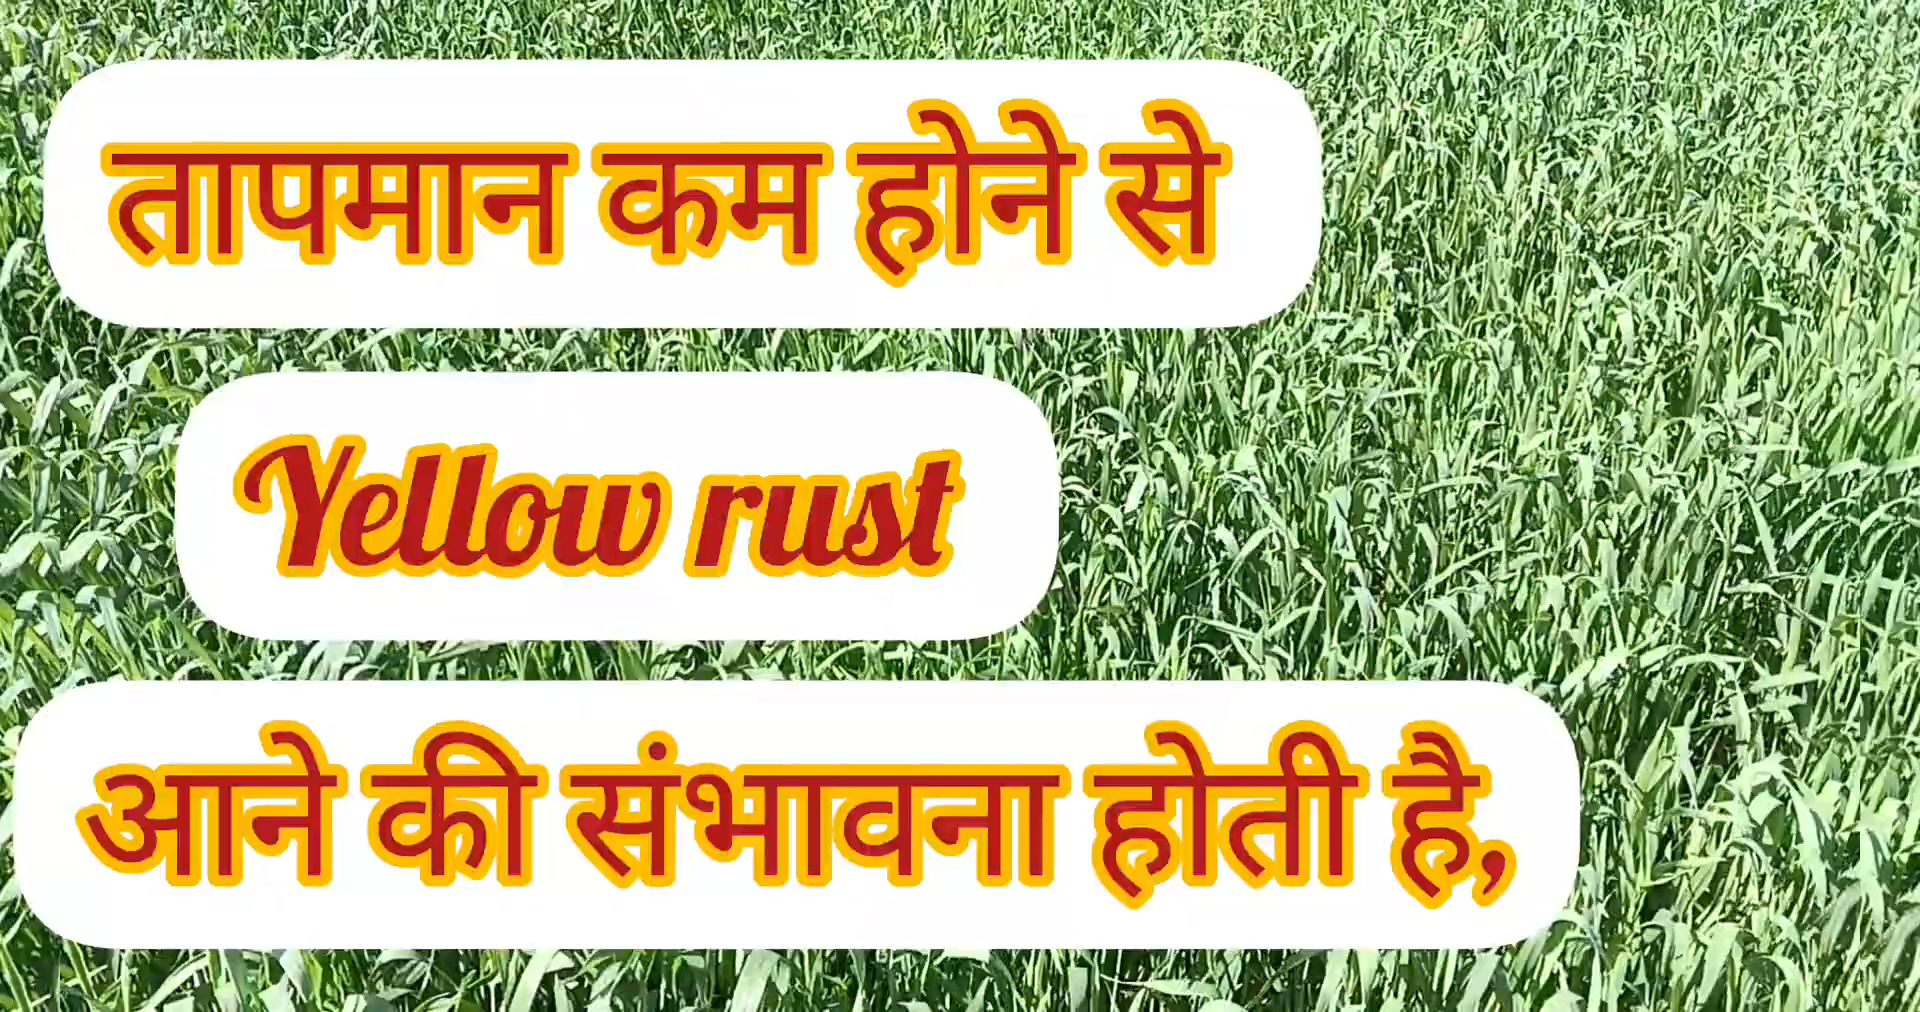 तापमान कम होने से
Yellow rust
आने की संभावना होती है,